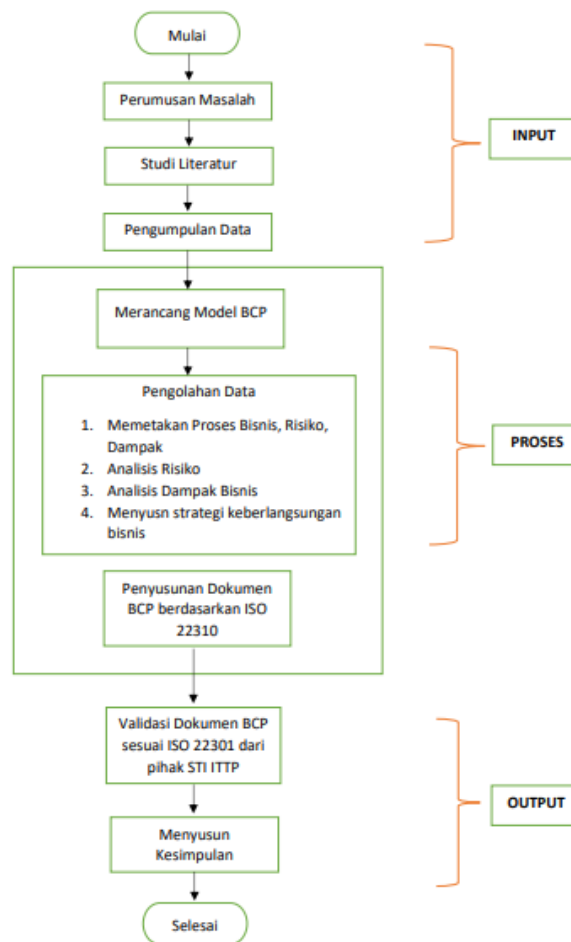 Mulai
Perumusan Masalah
INPUT
Studi Literatur
Pengumpulan Data
Merancang Model BCP
Pengolahan Data
1. Memetakan Proses Bisnis, Risiko,
Dampak
2. Analisis Risiko
3. Analisis Dampak Bisnis
4. Menyusn strategi keberlangsungan
bisnis
PROSES
Penyusunan Dokumen
BCP berdasarkan ISO
22310
Validasi Dokumen BCP
sesuai ISO 22301 dari
pihak STI ITTP
OUTPUT
Menyusun
Kesimpulan
Selesai